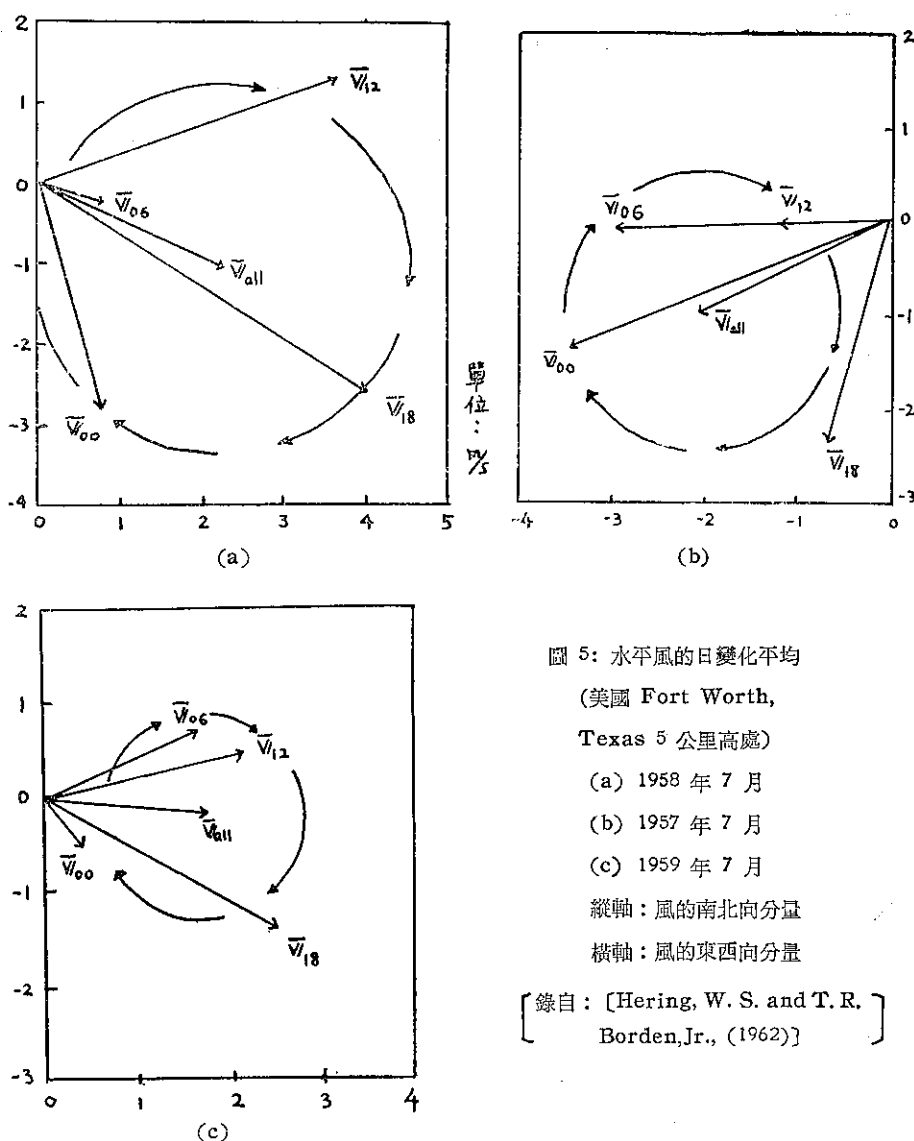 2
1
0
-1
-2
-3
-4
0 1 2 3 4 5
V̄₁₂
V̄₀₆
V̄all
V̄₁₈
V̄₀₀
(a)
單位：m/s
2
1
0
-1
-2
-3
-4 -3 -2 -1 0
V̄₀₆
V̄₁₂
V̄all
V̄₀₀
V̄₁₈
(b)
2
1
0
-1
-2
-3
0 1 2 3 4
V̄₀₆
V̄₁₂
V̄all
V̄₀₀
V̄₁₈
(c)
圖 5: 水平風的日變化平均
(美國 Fort Worth,
Texas 5 公里高處)
(a) 1958 年 7 月
(b) 1957 年 7 月
(c) 1959 年 7 月
縱軸：風的南北向分量
橫軸：風的東西向分量
[錄自： [Hering, W. S. and T. R.
Borden, Jr., (1962)]]